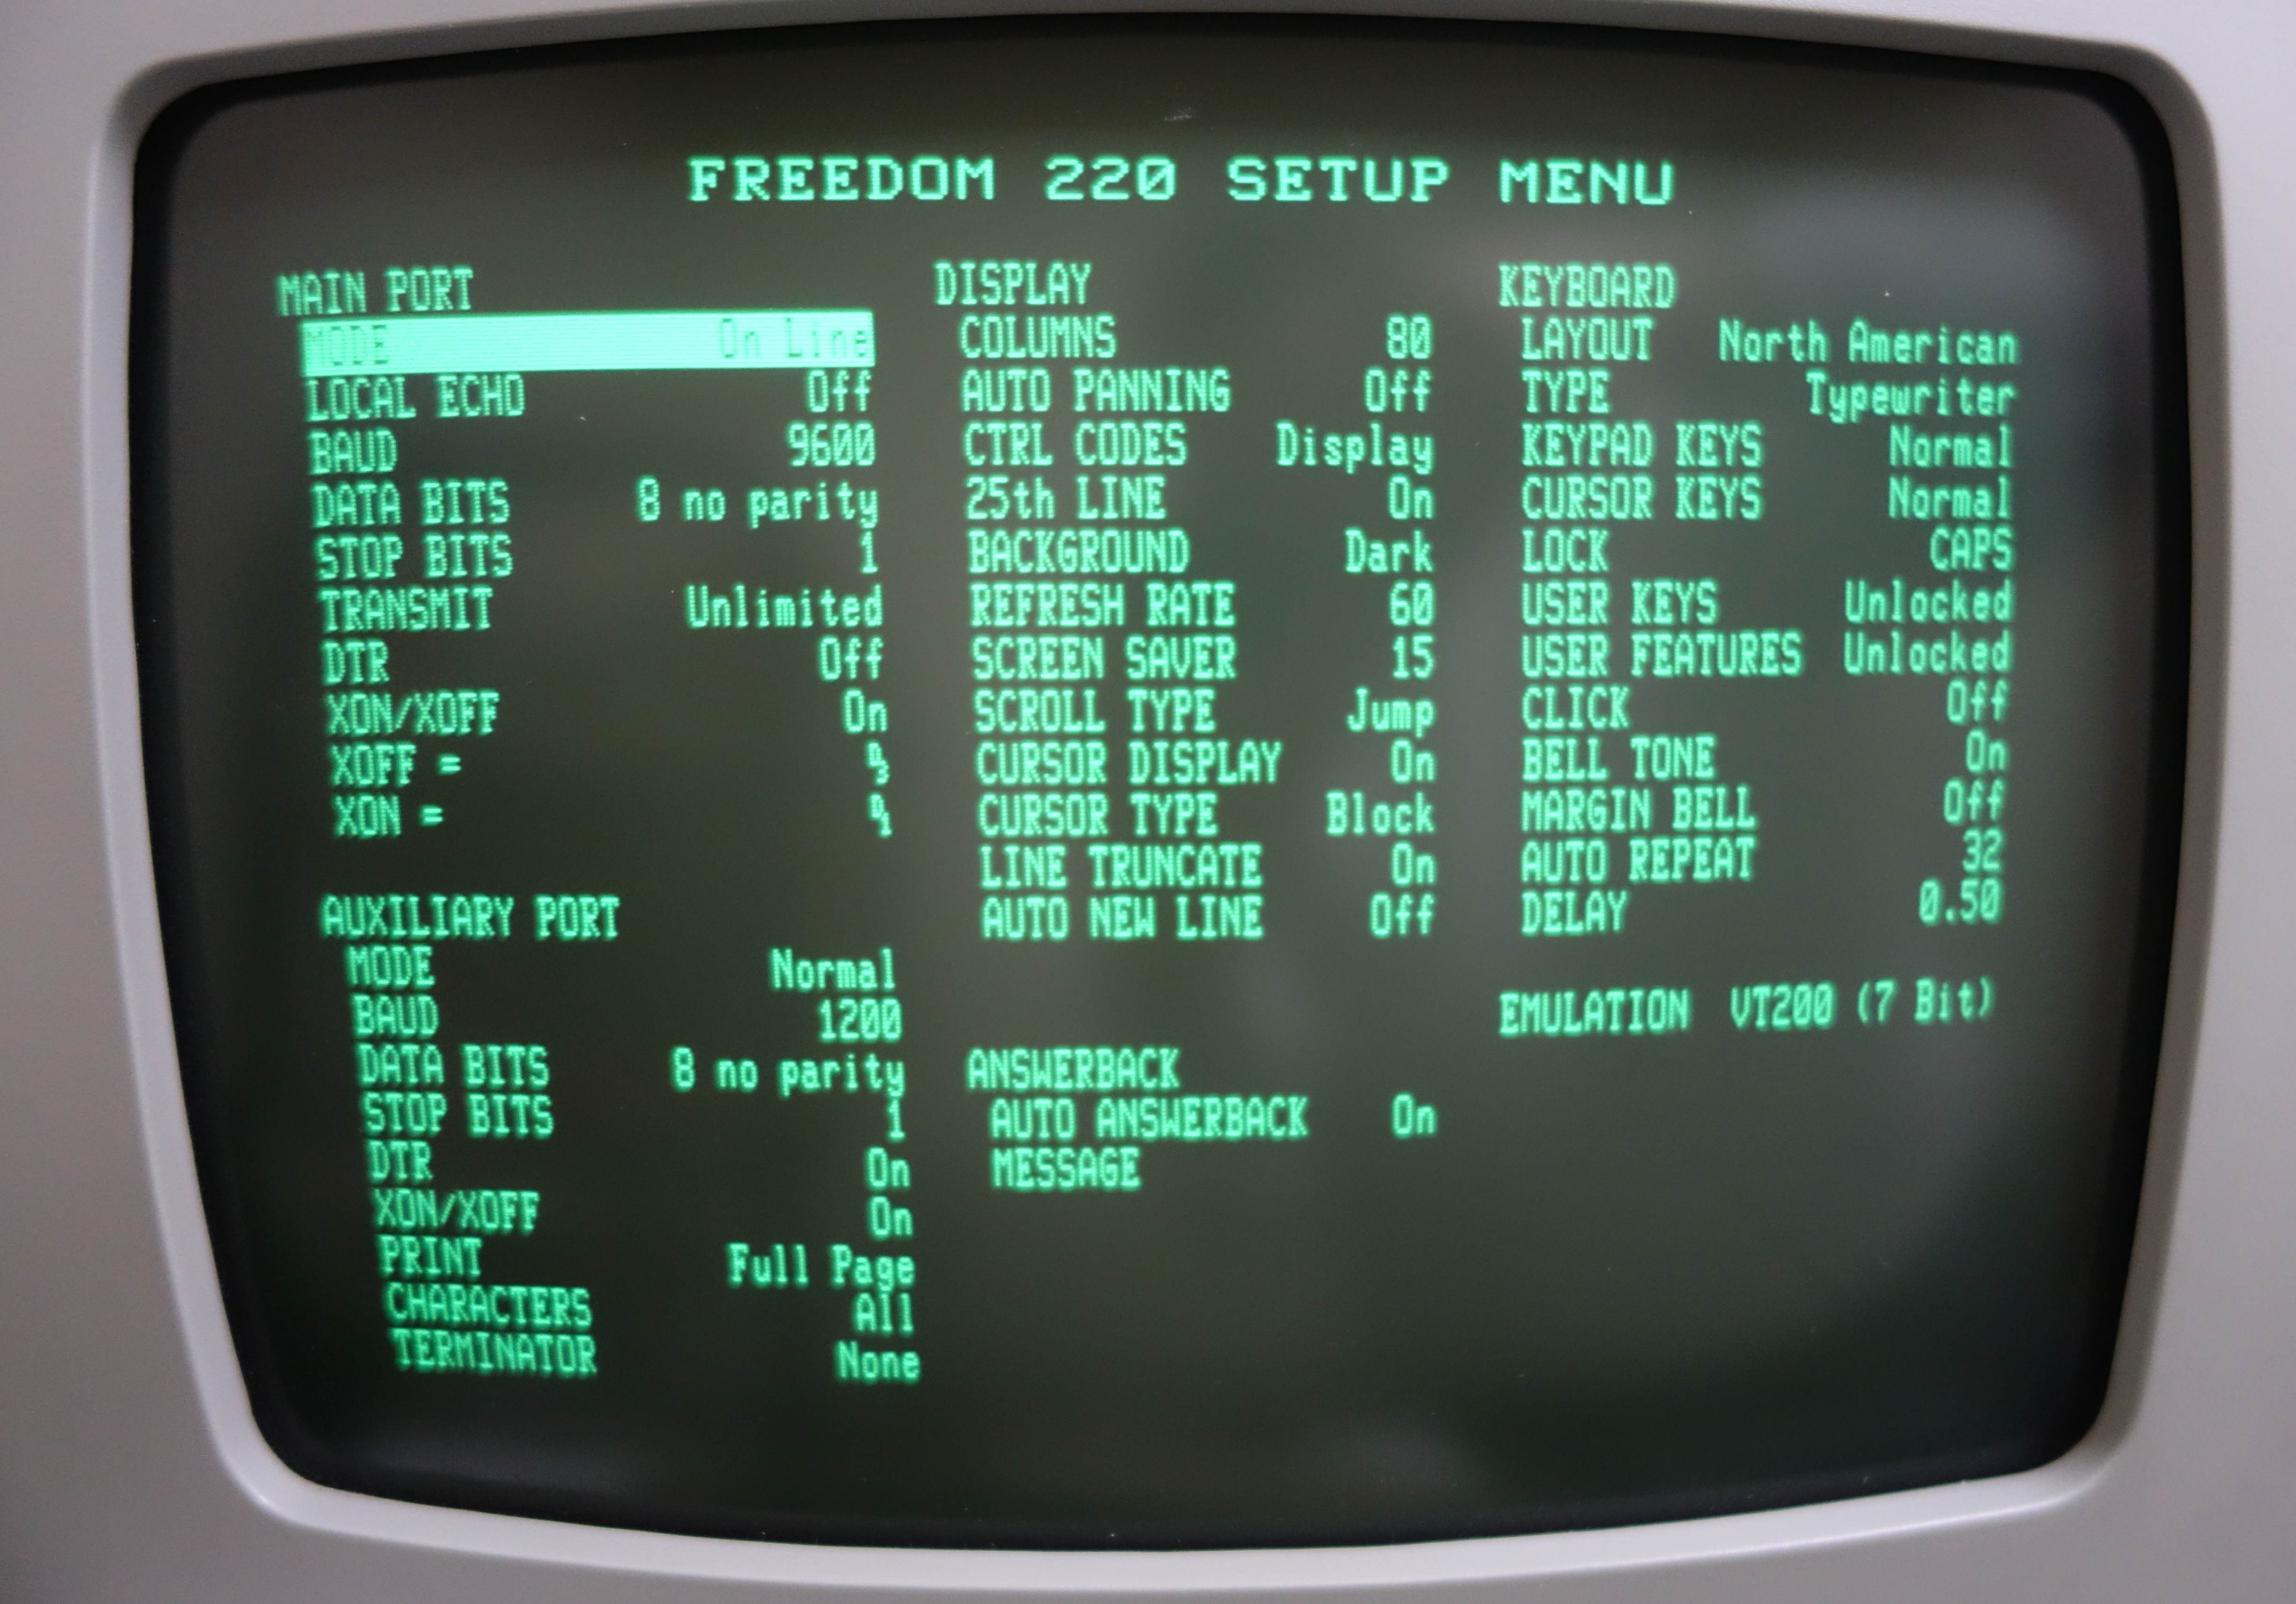 FREEDOM 220 SETUP MENU
MAIN PORT
MODE On Line
LOCAL ECHO Off
BAUD 9600
DATA BITS 8 no parity
STOP BITS 1
TRANSMIT Unlimited
DTR Off
XON/XOFF On
XOFF = D3
XON = D1
AUXILIARY PORT
MODE Normal
BAUD 1200
DATA BITS 8 no parity
STOP BITS 1
DTR On
XON/XOFF On
PRINT Full Page
CHARACTERS All
TERMINATOR None
DISPLAY
COLUMNS 80
AUTO PANNING Off
CTRL CODES Display
25th LINE On
BACKGROUND Dark
REFRESH RATE 60
SCREEN SAVER 15
SCROLL TYPE Jump
CURSOR DISPLAY On
CURSOR TYPE Block
LINE TRUNCATE On
AUTO NEW LINE Off
ANSWERBACK
AUTO ANSWERBACK On
MESSAGE
KEYBOARD
LAYOUT North American
TYPE Typewriter
KEYPAD KEYS Normal
CURSOR KEYS Normal
LOCK CAPS
USER KEYS Unlocked
USER FEATURES Unlocked
CLICK Off
BELL TONE On
MARGIN BELL Off
AUTO REPEAT 32
DELAY 0.50
EMULATION VT200 (7 Bit)